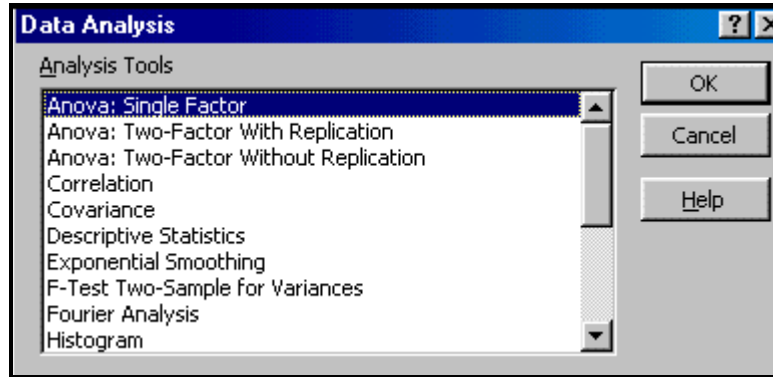 Data Analysis
Analysis Tools
Anova: Single Factor
Anova: Two-Factor With Replication
Anova: Two-Factor Without Replication
Correlation
Covariance
Descriptive Statistics
Exponential Smoothing
F-Test Two-Sample for Variances
Fourier Analysis
Histogram
OK
Cancel
Help